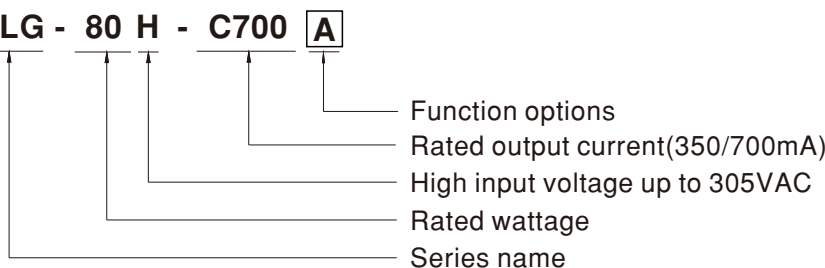 LG - 80 H - C700 A
Function options
Rated output current(350/700mA)
High input voltage up to 305VAC
Rated wattage
Series name